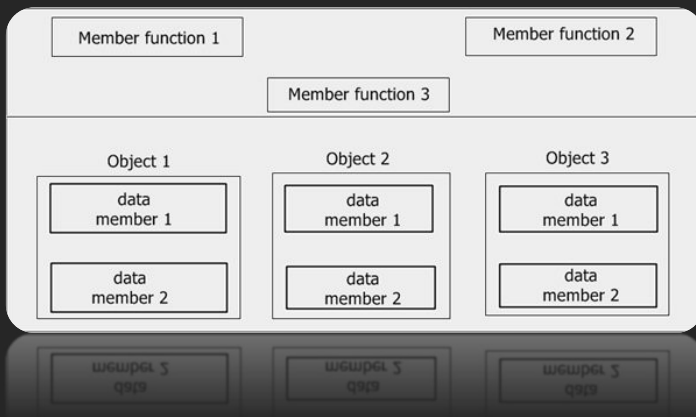 Member function 1
Member function 2
Member function 3
Object 1
Object 2
Object 3
data
member 1
data
member 1
data
member 1
data
member 2
data
member 2
data
member 2